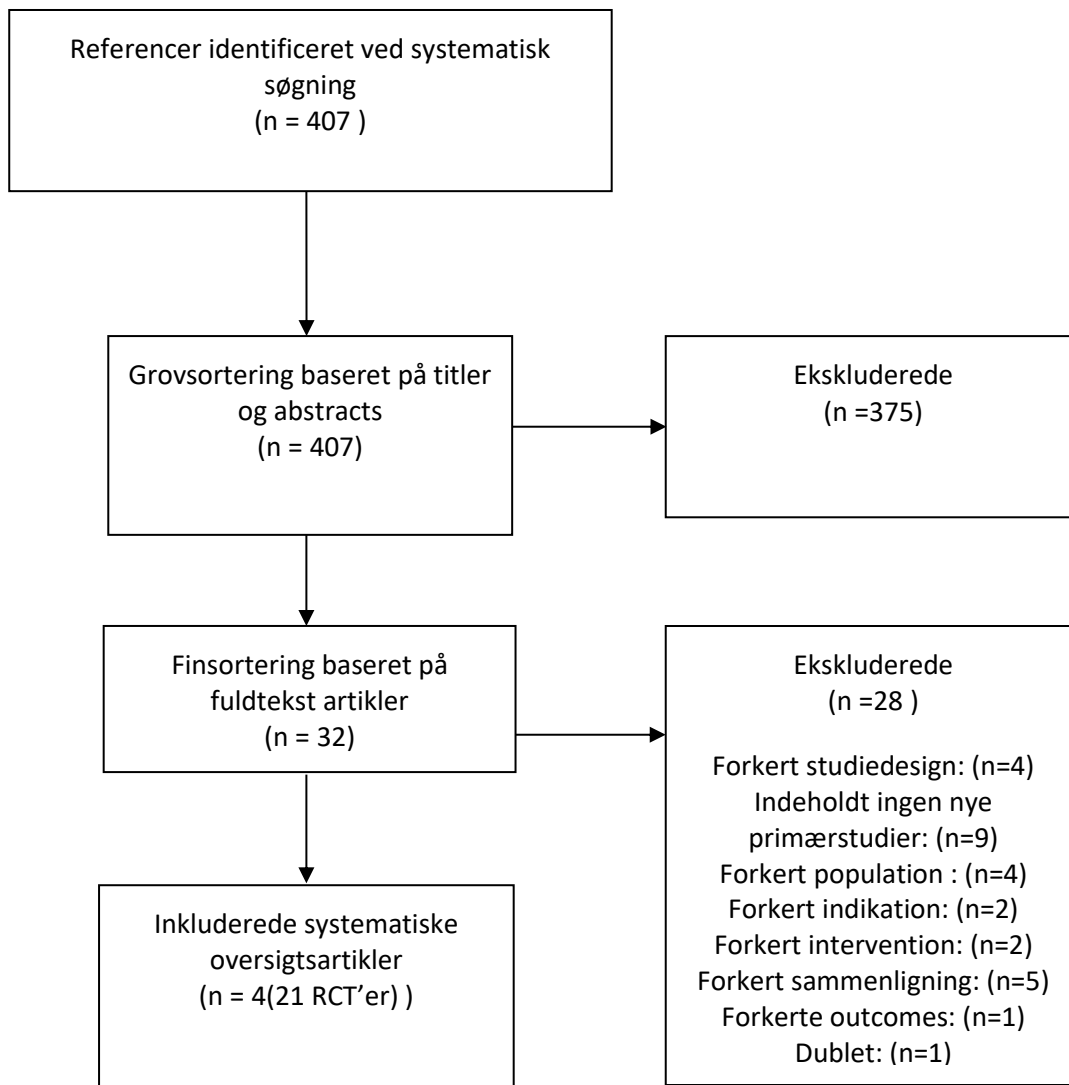 Referencer identificeret ved systematisk
søgning
(n = 407 )
Grovsortering baseret på titler
og abstracts
(n = 407)
Ekskluderede
(n =375)
Finsortering baseret på
fuldtekst artikler
(n = 32)
Ekskluderede
(n =28 )
Forkert studiedesign: (n=4)
Indeholdt ingen nye
primærstudier: (n=9)
Forkert population : (n=4)
Forkert indikation: (n=2)
Forkert intervention: (n=2)
Forkert sammenligning: (n=5)
Forkerte outcomes: (n=1)
Dublet: (n=1)
Inkluderede systematiske
oversigtsartikler
(n = 4(21 RCT’er) )